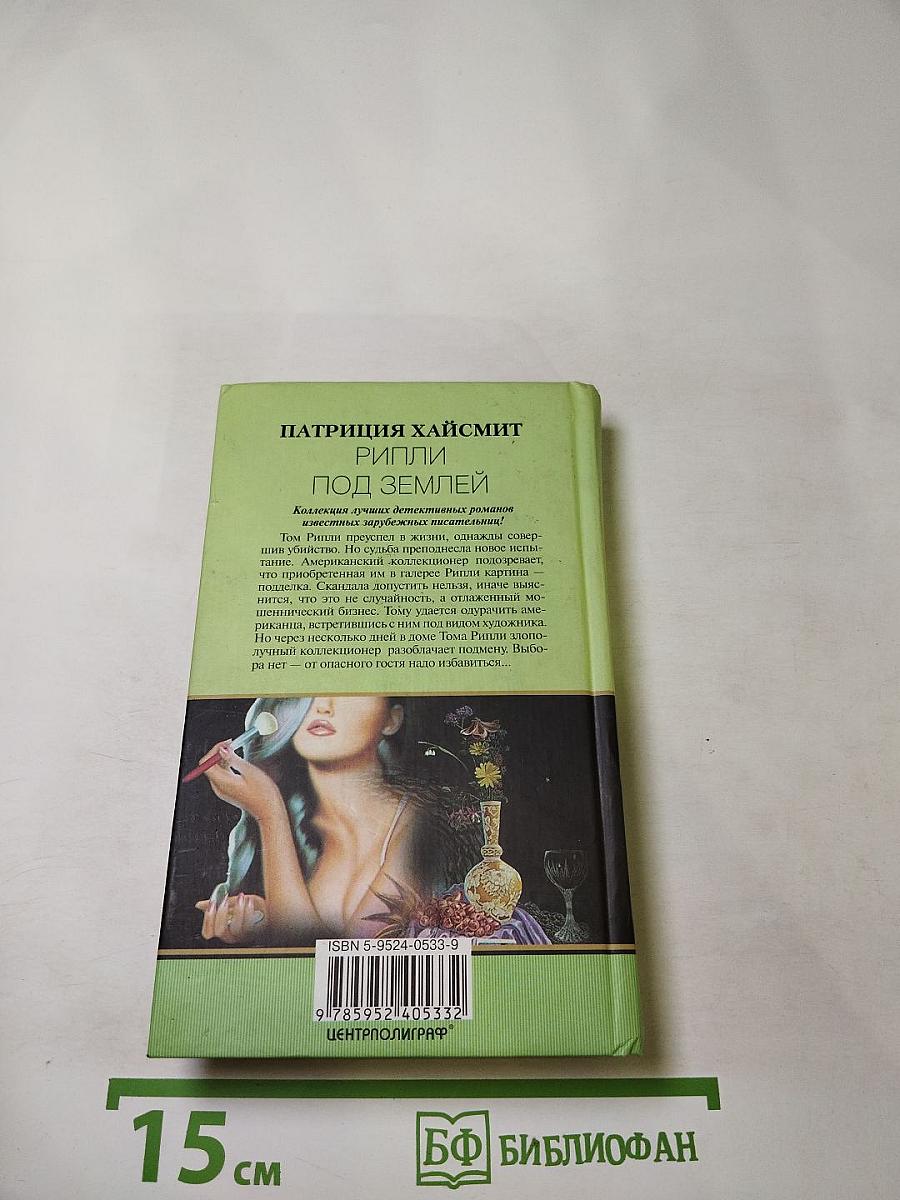 ПАТРИЦИЯ ХАЙСМИТ
РИПЛИ
ПОД ЗЕМЛЕЙ
Коллекция лучших детективных романов
известных зарубежных писательниц!
Том Рипли преуспел в жизни, однажды совер-
шив убийство. Но судьба преподнесла новое испы-
тание. Американский коллекционер подозревает,
что приобретенная им в галерее Рипли картина —
подделка. Скандала допустить нельзя, иначе выяс-
нится, что это не случайность, а отлаженный мо-
шеннический бизнес. Тому удается одурачить аме-
риканца, встретившись с ним под видом художника.
Но через несколько дней в доме Тома Рипли злопо-
лучный коллекционер разоблачает подмену. Выбо-
ра нет — от опасного гостя надо избавиться...
ISBN 5-9524-0533-9
9 785952 405332
ЦЕНТРПОЛИГРАФ®
15 см
БФ БИБЛИОФАН